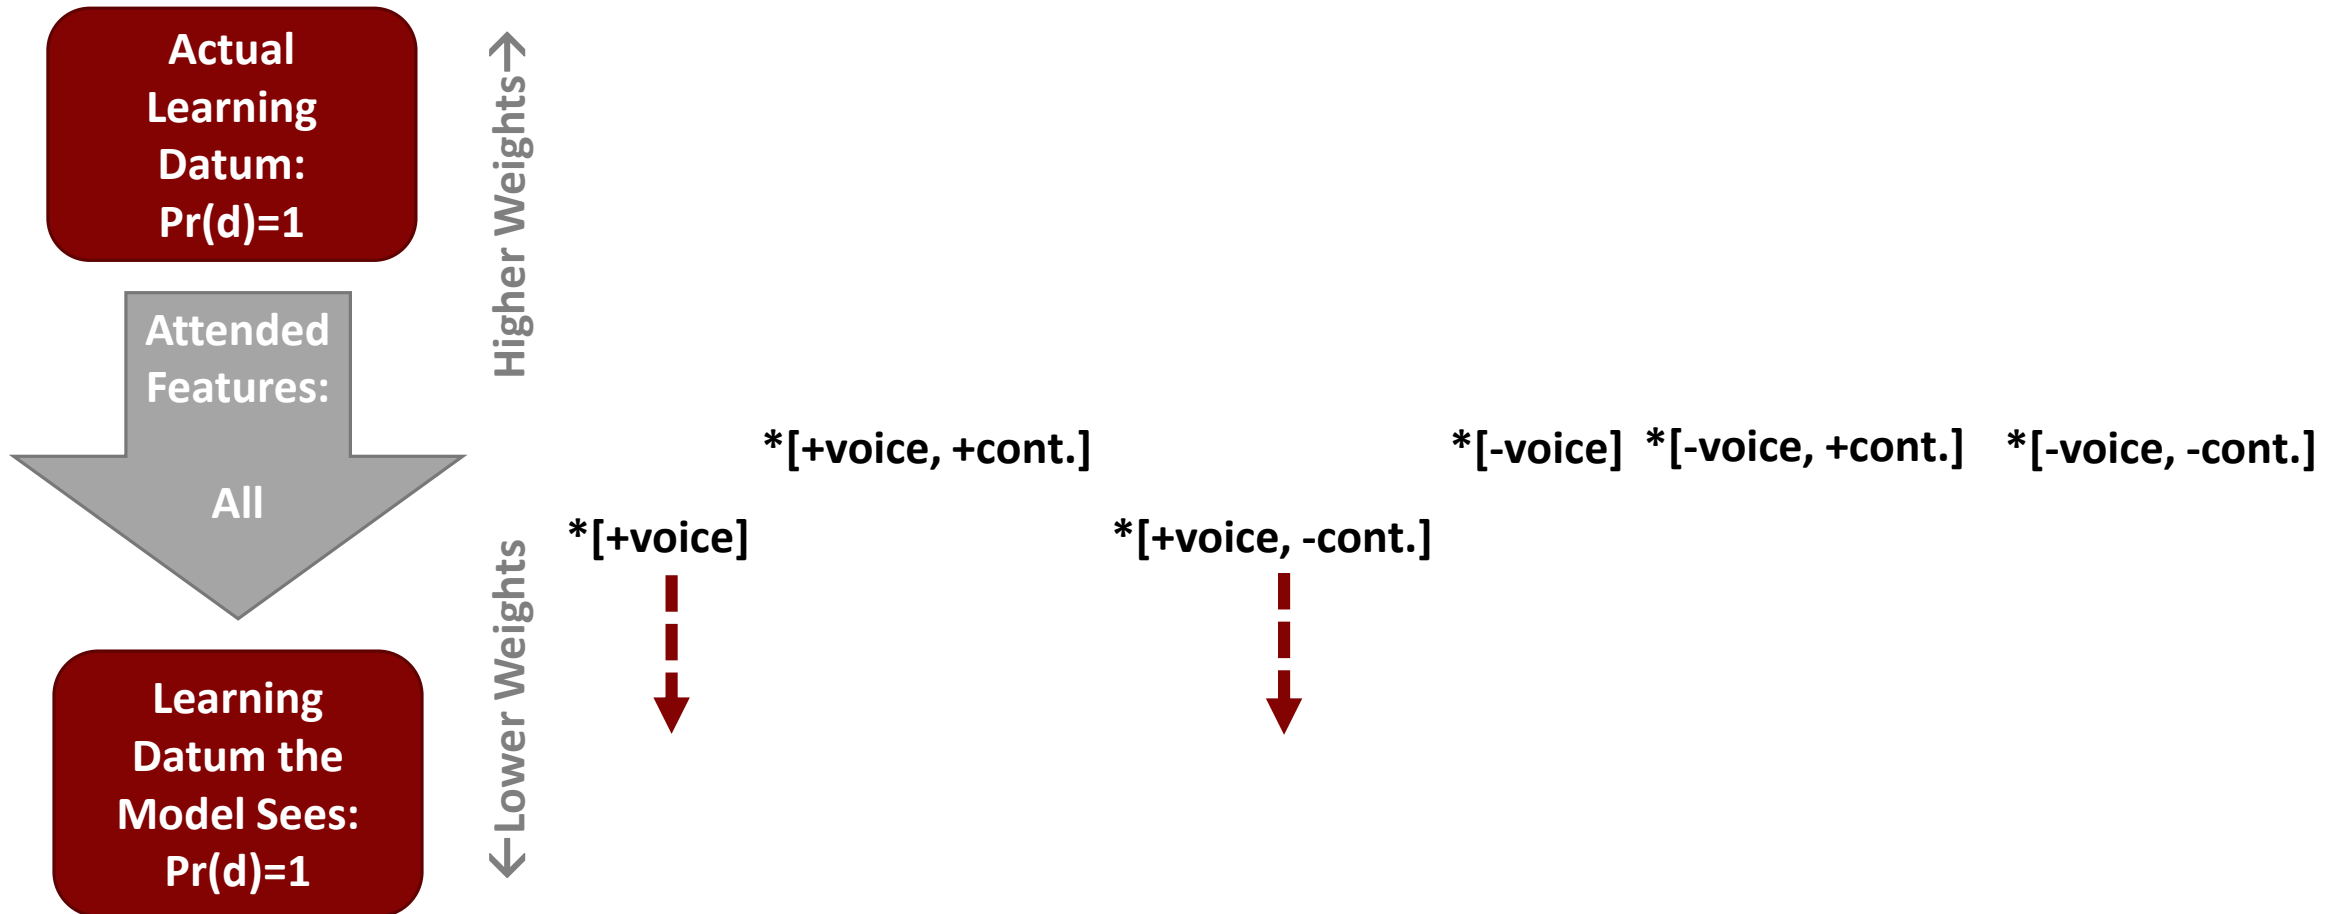 Actual
Learning
Datum:
Pr(d)=1
Attended
Features:
All
Learning
Datum the
Model Sees:
Pr(d)=1
Higher Weights→
←Lower Weights
*[+voice, +cont.]
*[-voice]
*[-voice, +cont.]
*[-voice, -cont.]
*[+voice]
*[+voice, -cont.]